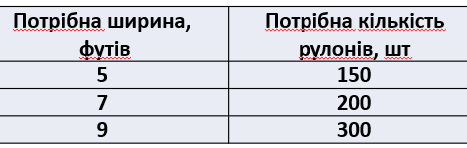 Потрібна ширина, Потрібна кількість
футів рулонів, шт
5 150
7 200
9 300